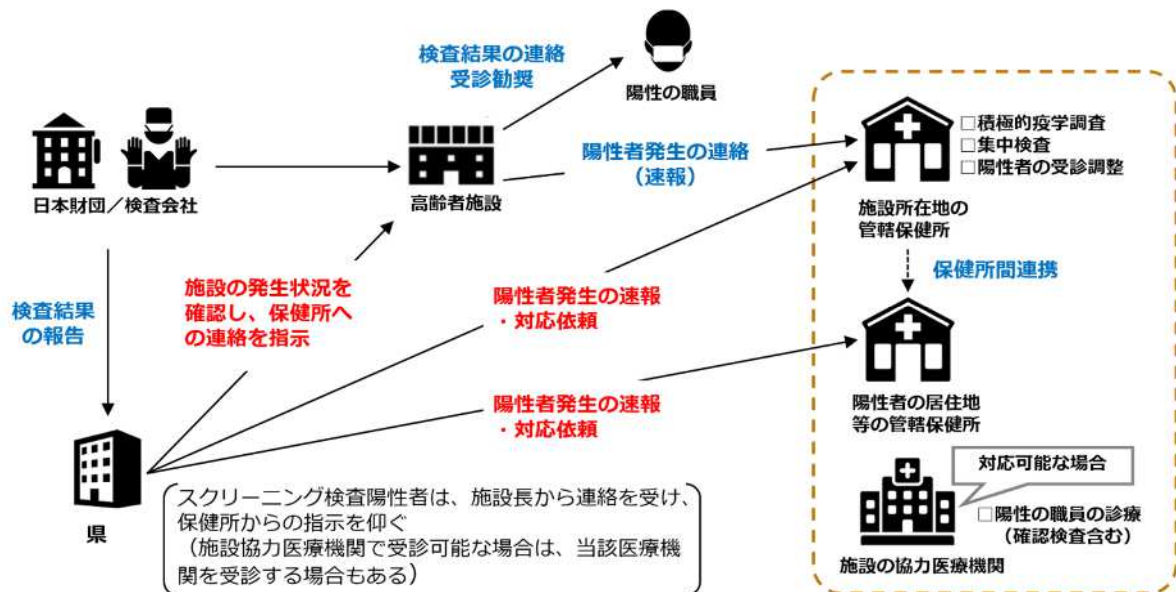 検査結果の連絡
受診勧奨
陽性の職員
日本財団／検査会社
高齢者施設
陽性者発生の連絡
（速報）
□積極的疫学調査
□集中検査
□陽性者の受診調整
施設所在地の
管轄保健所
保健所間連携
検査結果
の報告
施設の発生状況を
確認し、保健所へ
の連絡を指示
陽性者発生の速報
・対応依頼
陽性者発生の速報
・対応依頼
陽性者の居住地
等の管轄保健所
県
スクリーニング検査陽性者は、施設長から連絡を受け、
保健所からの指示を仰ぐ
（施設協力医療機関で受診可能な場合は、当該医療機
関を受診する場合もある）
対応可能な場合
□陽性の職員の診療
（確認検査含む）
施設の協力医療機関